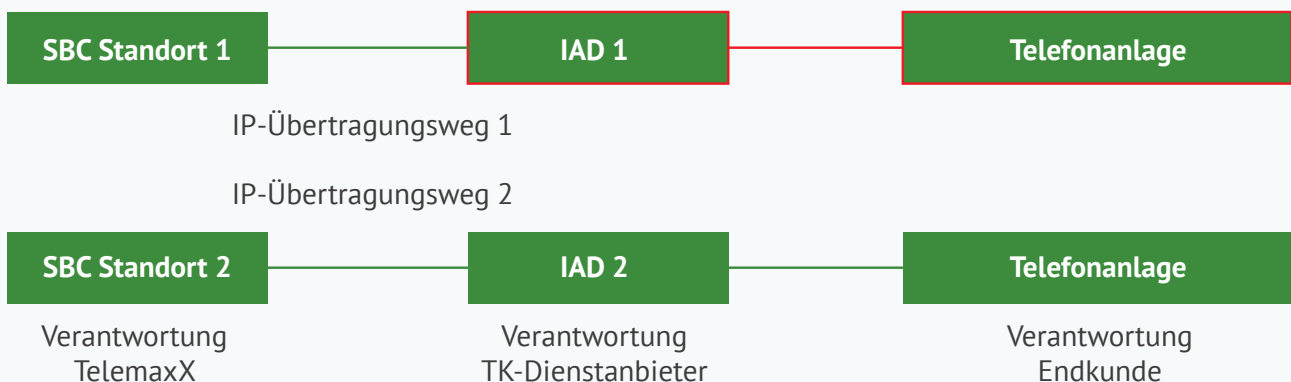 SBC Standort 1
IAD 1
Telefonanlage
IP-Übertragungsweg 1
IP-Übertragungsweg 2
SBC Standort 2
IAD 2
Telefonanlage
Verantwortung
TelemaxX
Verantwortung
TK-Dienstanbieter
Verantwortung
Endkunde